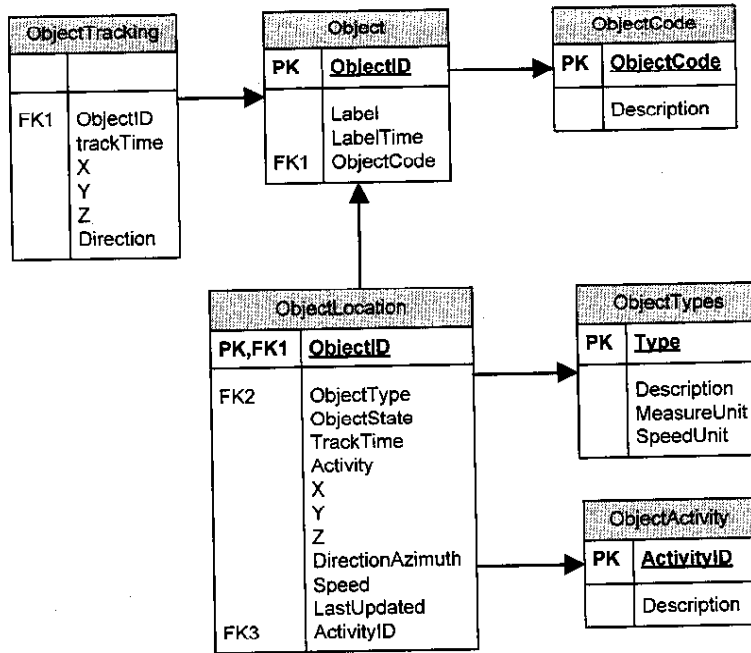 ObjectTracking
FK1 ObjectID
trackTime
X
Y
Z
Direction
Object
PK ObjectID
Label
LabelTime
FK1 ObjectCode
ObjectCode
PK ObjectCode
Description
ObjectLocation
PK,FK1 ObjectID
FK2 ObjectType
ObjectState
TrackTime
Activity
X
Y
Z
DirectionAzimuth
Speed
LastUpdated
FK3 ActivityID
ObjectTypes
PK Type
Description
MeasureUnit
SpeedUnit
ObjectActivity
PK ActivityID
Description